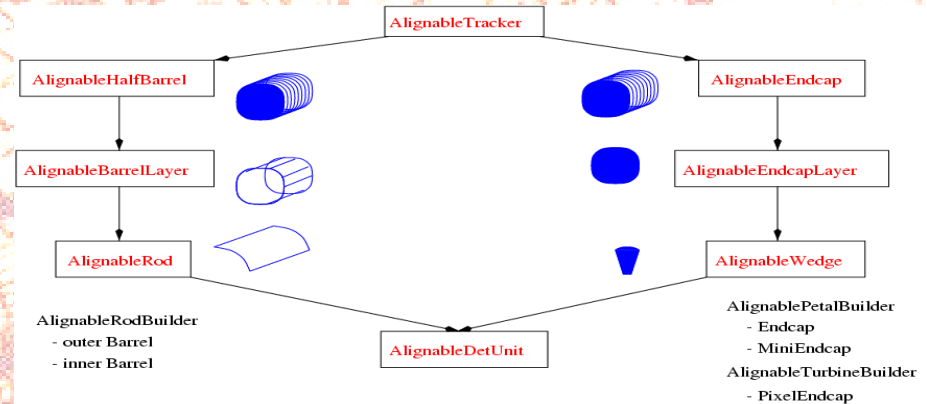 AlignableTracker
AlignableHalfBarrel
AlignableEndcap
AlignableBarrelLayer
AlignableEndcapLayer
AlignableRod
AlignableWedge
AlignableRodBuilder
- outer Barrel
- inner Barrel
AlignableDetUnit
AlignablePetalBuilder
- Endcap
- MiniEndcap
AlignableTurbineBuilder
- PixelEndcap